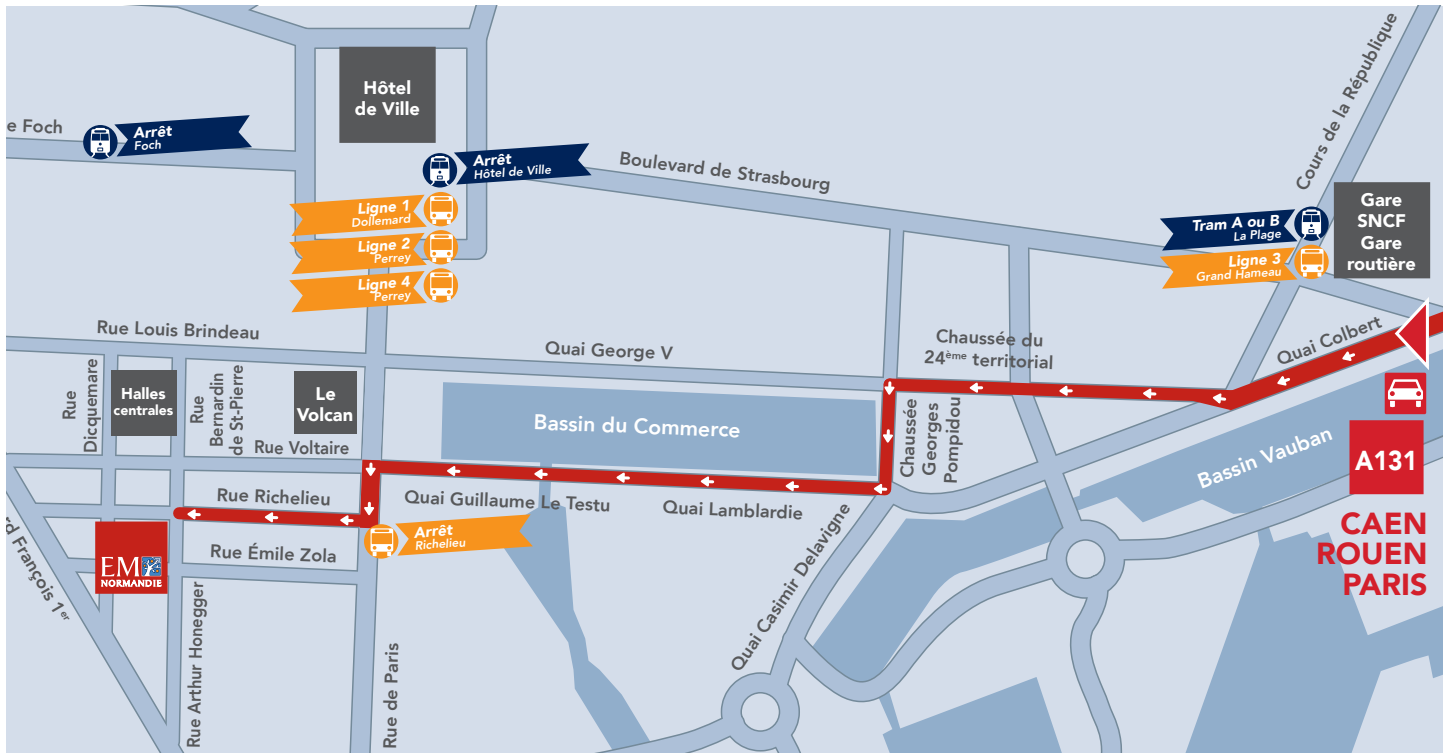 Hôtel
de Ville
e Foch
Arrêt
Foch
Arrêt
Hôtel de Ville
Boulevard de Strasbourg
Cours de la République
Gare
SNCF
Gare
routière
Tram A ou B
La Plage
Ligne 3
Grand Hameau
Ligne 1
Dollemard
Ligne 2
Perrey
Ligne 4
Perrey
Rue Louis Brindeau
Quai George V
Chaussée du
24ème territorial
Quai Colbert
Rue
Dicquemare
Halles
centrales
Rue
Bernardin
de St-Pierre
Le
Volcan
Rue Voltaire
Bassin du Commerce
Chaussée
Georges
Pompidou
Bassin Vauban
A131
CAEN
ROUEN
PARIS
Rue Richelieu
Quai Guillaume Le Testu
Quai Lamblardie
Arrêt
Richelieu
Rue Émile Zola
EM
NORMANDIE
rd François 1er
Rue Arthur Honegger
Rue de Paris
Quai Casimir Delavigne